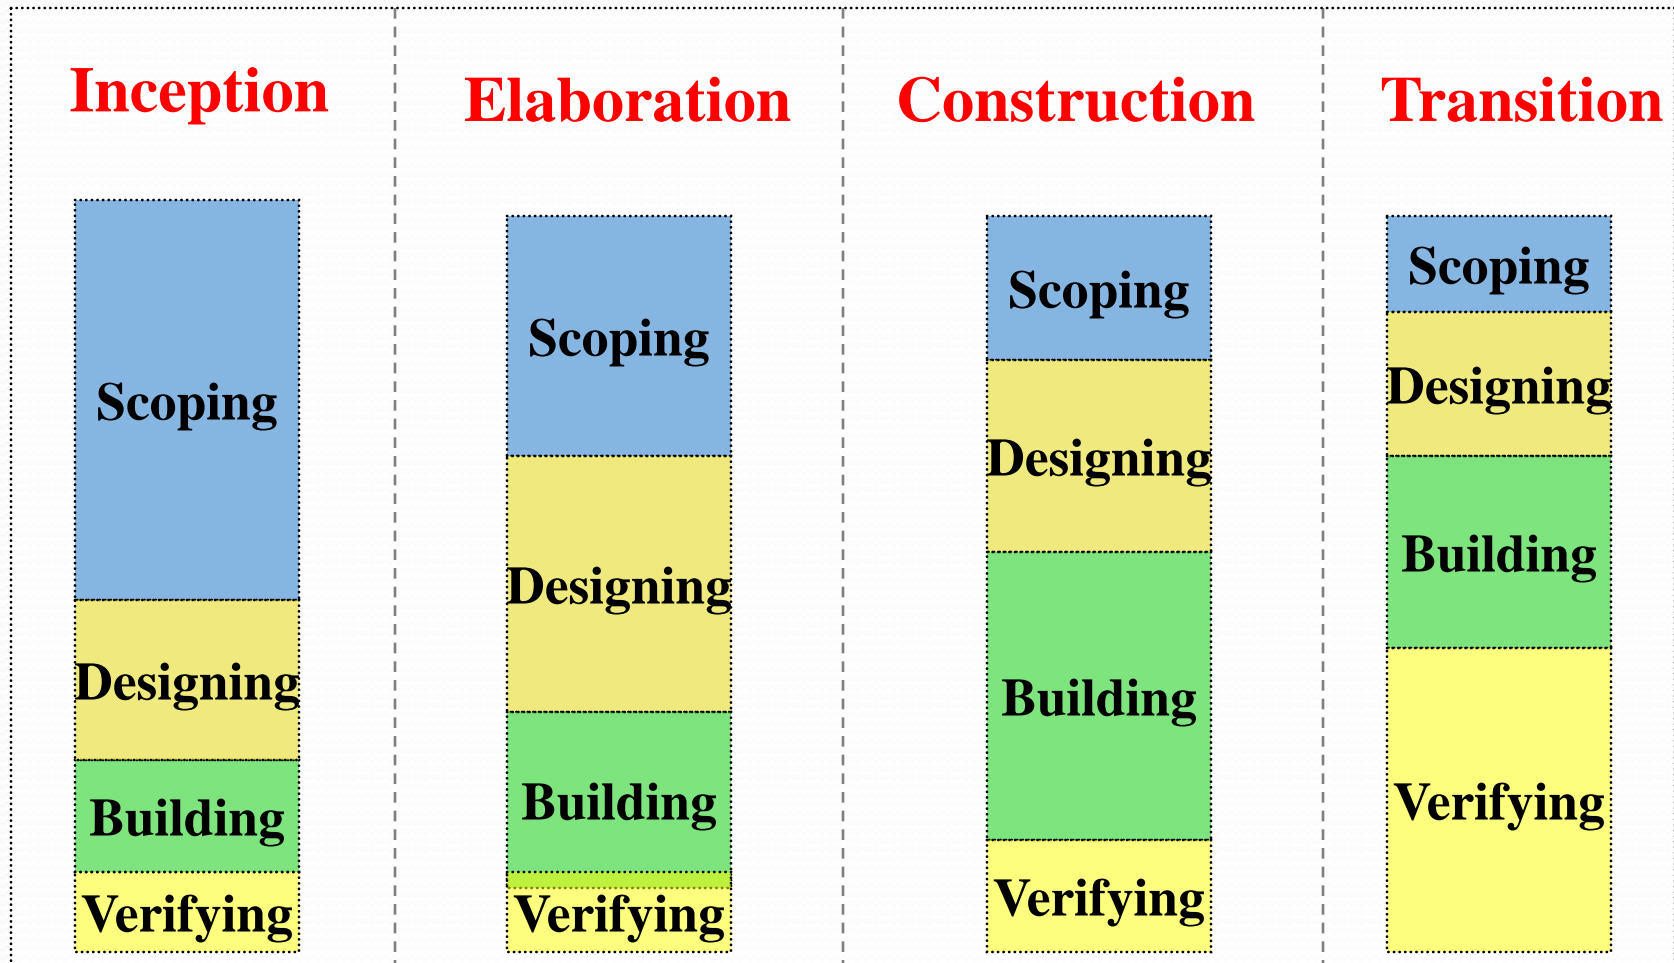 Inception
Elaboration
Construction
Transition
Scoping
Designing
Building
Verifying
Scoping
Designing
Building
Verifying
Scoping
Designing
Building
Verifying
Scoping
Designing
Building
Verifying